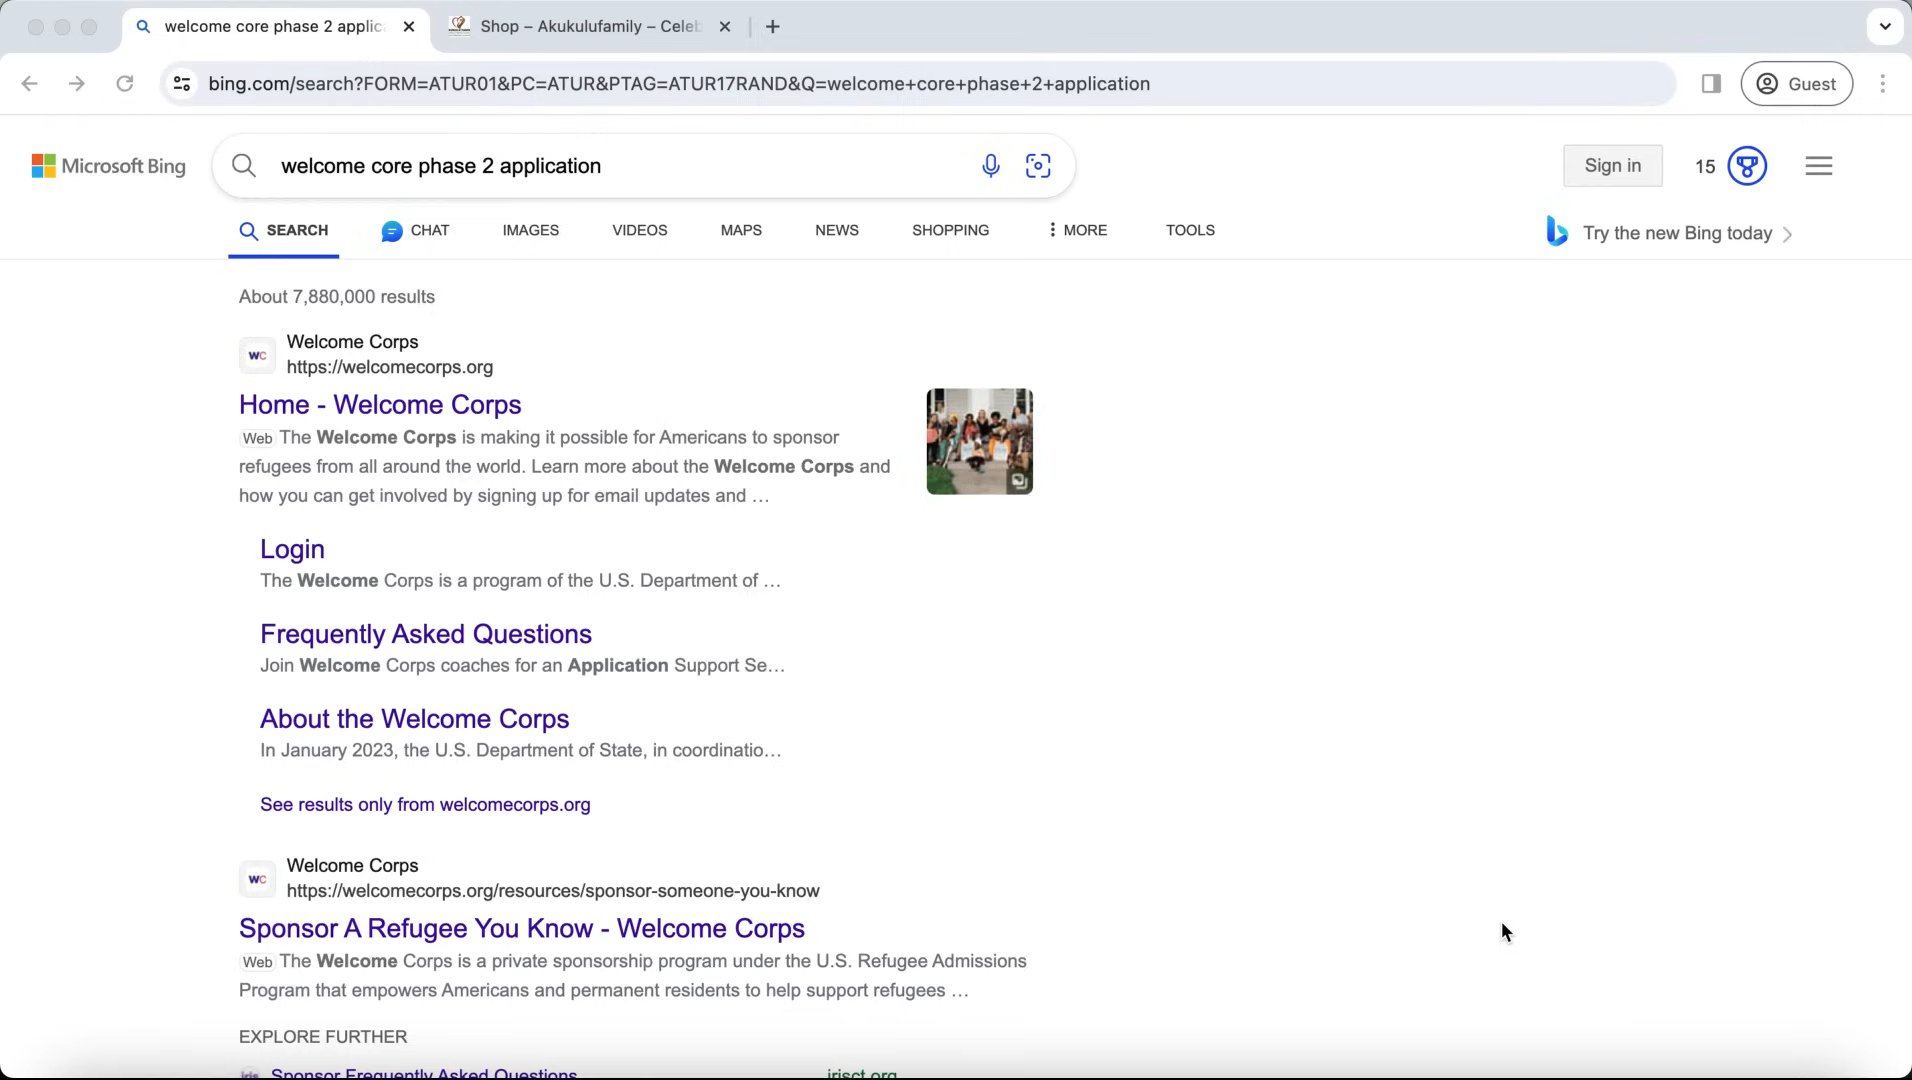 welcome core phase 2 applic
Shop – Akukulufamily – Celeb
bing.com/search?FORM=ATUR01&PC=ATUR&PTAG=ATUR17RAND&Q=welcome+core+phase+2+application
Guest
Microsoft Bing
welcome core phase 2 application
Sign in
15
SEARCH
CHAT
IMAGES
VIDEOS
MAPS
NEWS
SHOPPING
MORE
TOOLS
Try the new Bing today
About 7,880,000 results
WC
Welcome Corps
https://welcomecorps.org
Home - Welcome Corps
Web The Welcome Corps is making it possible for Americans to sponsor
refugees from all around the world. Learn more about the Welcome Corps and
how you can get involved by signing up for email updates and …
Login
The Welcome Corps is a program of the U.S. Department of …
Frequently Asked Questions
Join Welcome Corps coaches for an Application Support Se…
About the Welcome Corps
In January 2023, the U.S. Department of State, in coordinatio…
See results only from welcomecorps.org
WC
Welcome Corps
https://welcomecorps.org/resources/sponsor-someone-you-know
Sponsor A Refugee You Know - Welcome Corps
Web The Welcome Corps is a private sponsorship program under the U.S. Refugee Admissions
Program that empowers Americans and permanent residents to help support refugees …
EXPLORE FURTHER
iris
Sponsor Frequently Asked Questions
irisct.org